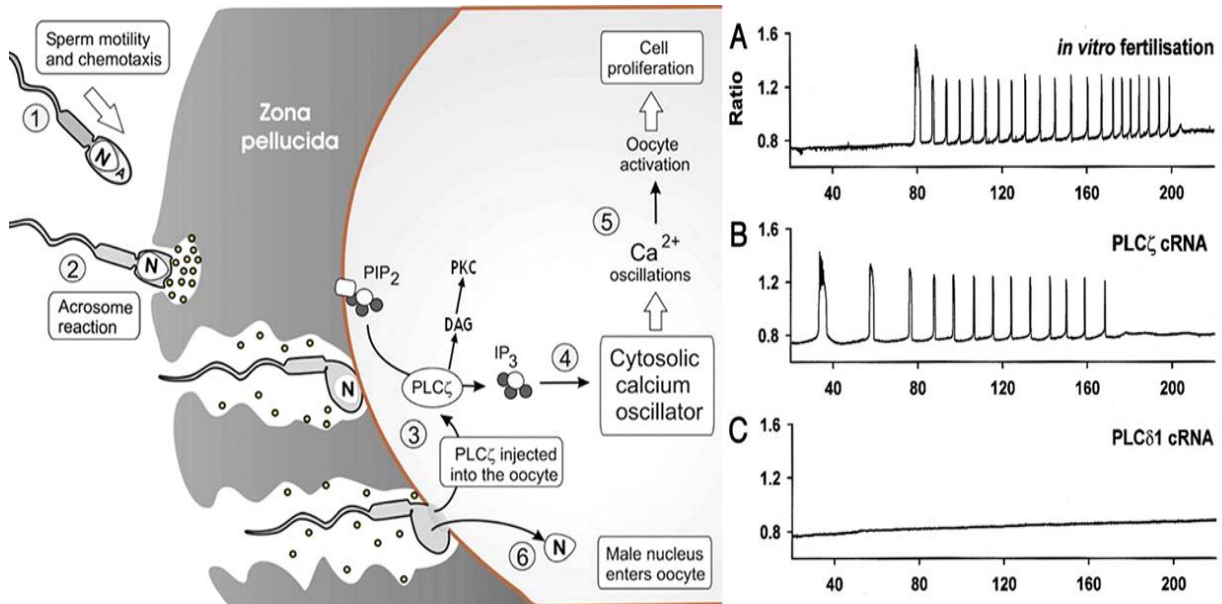 Sperm motility
and chemotaxis
1
N
A
Zona
pellucida
2
N
Acrosome
reaction
N
PIP2
PKC
DAG
PLCζ
IP3
4
3
PLCζ injected
into the oocyte
6
N
Male nucleus
enters oocyte
Cell
proliferation
Oocyte
activation
5
Ca2+
oscillations
Cytosolic
calcium
oscillator
A
in vitro fertilisation
Ratio
1.6
1.2
0.8
40
80
120
160
200
B
PLCζ cRNA
1.6
1.2
0.8
40
80
120
160
200
C
PLCδ1 cRNA
1.6
1.2
0.8
40
80
120
160
200